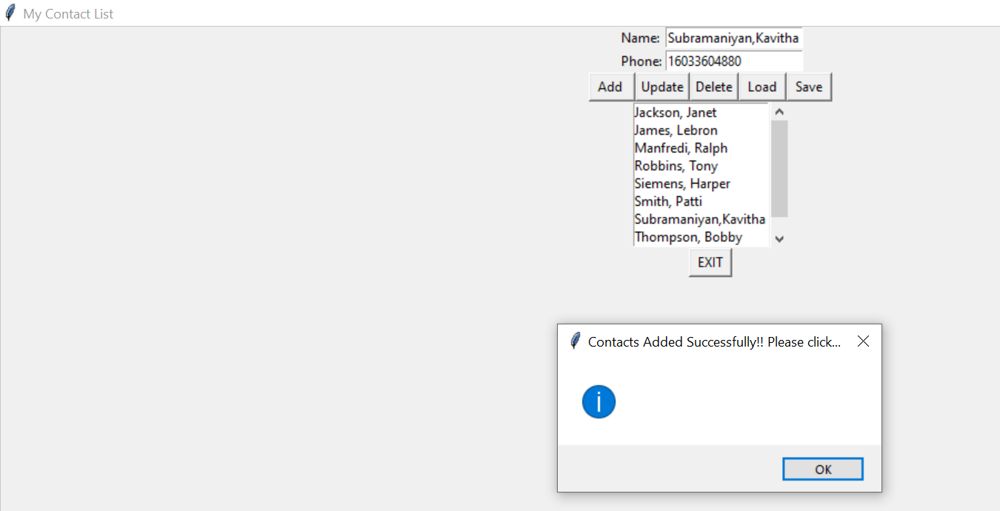 My Contact List
Name: Subramaniyan,Kavitha
Phone: 16033604880
Add Update Delete Load Save
Jackson, Janet
James, Lebron
Manfredi, Ralph
Robbins, Tony
Siemens, Harper
Smith, Patti
Subramaniyan,Kavitha
Thompson, Bobby
EXIT
Contacts Added Successfully!! Please click...
OK